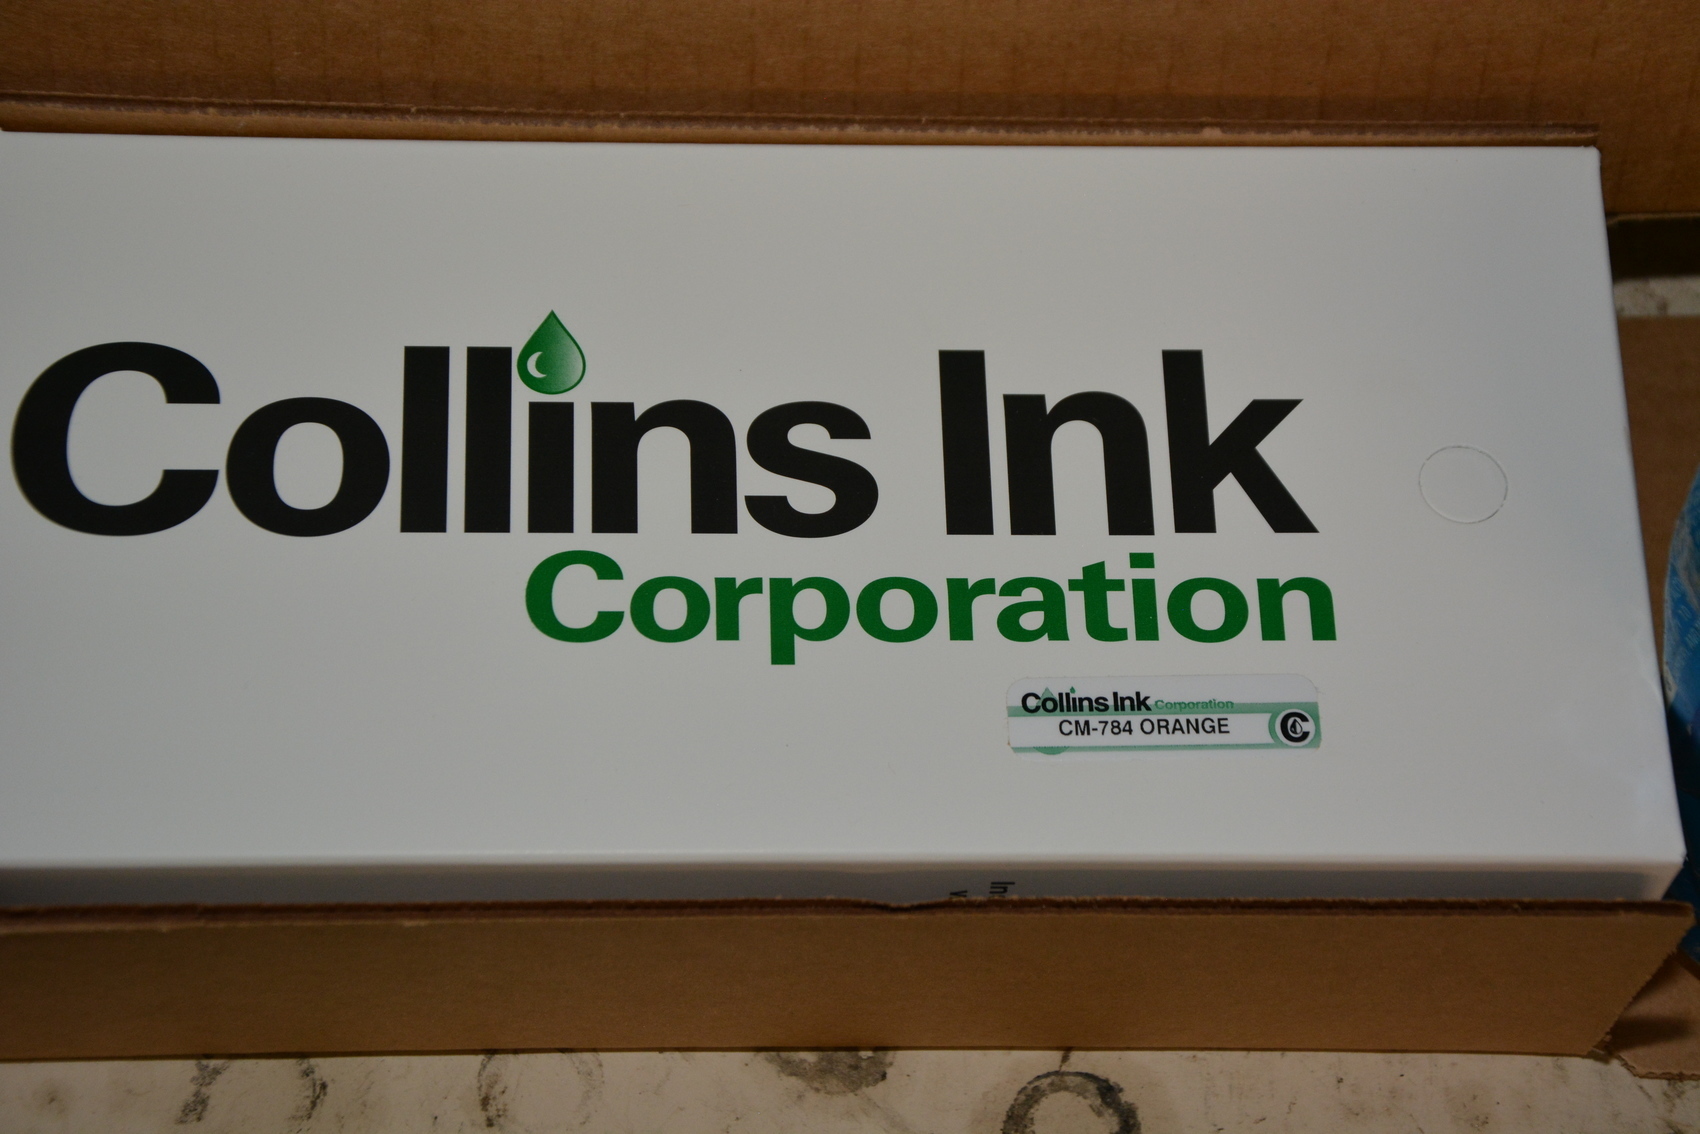 Collins Ink
Corporation
Collins Ink Corporation
CM-784 ORANGE
C